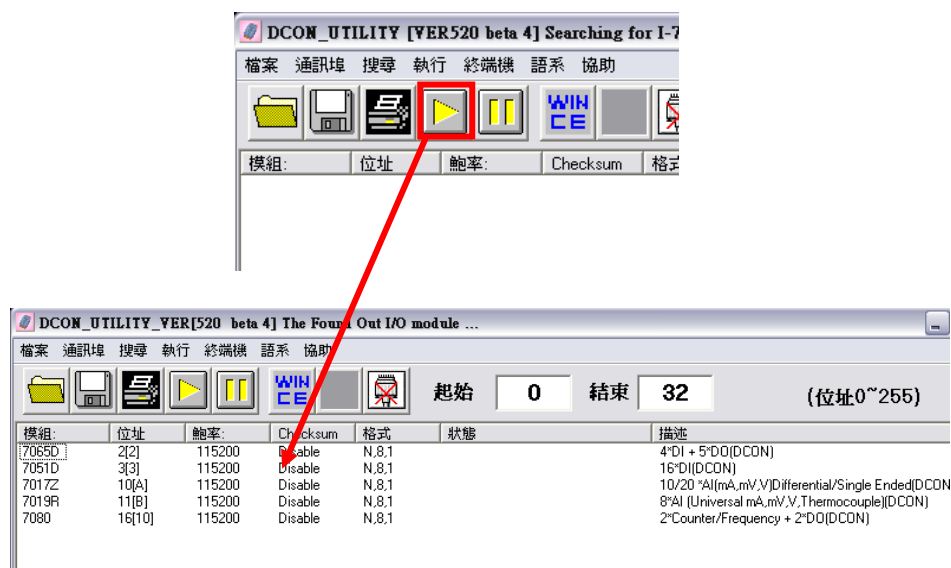 DCON_UTILITY [VER520 beta 4] Searching for I-7
檔案 通訊埠 搜尋 執行 終端機 語系 協助
WIN CE
模組: 位址 鮑率: Checksum 格式
DCON_UTILITY_VER[520 beta 4] The Found Out I/O module ...
檔案 通訊埠 搜尋 執行 終端機 語系 協助
WIN CE 起始 0 結束 32 (位址0~255)
模組: 位址 鮑率: Checksum 格式 狀態 描述
7065D 2[2] 115200 Disable N,8,1 4*DI + 5*DO(DCON)
7051D 3[3] 115200 Disable N,8,1 16*DI(DCON)
7017Z 10[A] 115200 Disable N,8,1 10/20 *AI(mA,mV,V)Differential/Single Ended(DCON
7019R 11[B] 115200 Disable N,8,1 8*AI (Universal mA,mV,V,Thermocouple)(DCON)
7080 16[10] 115200 Disable N,8,1 2*Counter/Frequency + 2*DO(DCON)